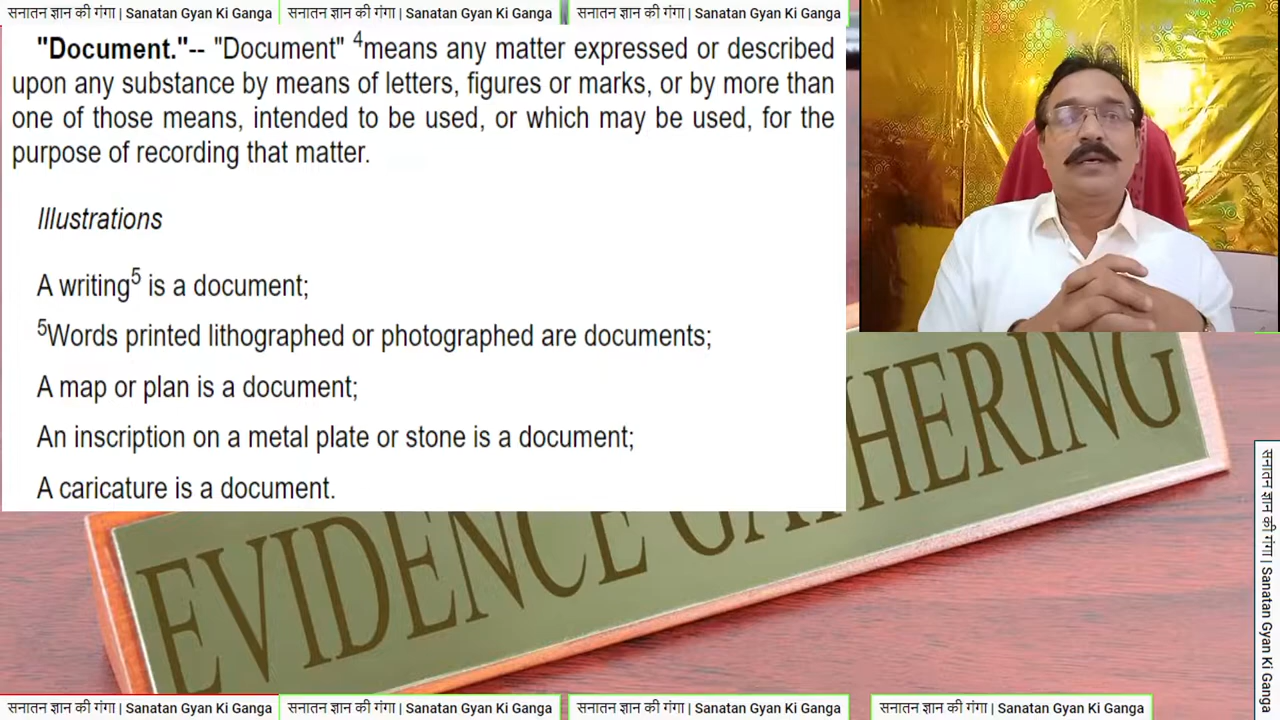 सनातन ज्ञान की गंगा | Sanatan Gyan Ki Ganga
सनातन ज्ञान की गंगा | Sanatan Gyan Ki Ganga
सनातन ज्ञान की गंगा | Sanatan Gyan Ki Ganga
"Document."-- "Document" ⁴means any matter expressed or described
upon any substance by means of letters, figures or marks, or by more than
one of those means, intended to be used, or which may be used, for the
purpose of recording that matter.
Illustrations
A writing⁵ is a document;
⁵Words printed lithographed or photographed are documents;
A map or plan is a document;
An inscription on a metal plate or stone is a document;
A caricature is a document.
EVIDENCE GATHERING
सनातन ज्ञान की गंगा | Sanatan Gyan Ki Ganga
सनातन ज्ञान की गंगा | Sanatan Gyan Ki Ganga
सनातन ज्ञान की गंगा | Sanatan Gyan Ki Ganga
सनातन ज्ञान की गंगा | Sanatan Gyan Ki Ganga
सनातन ज्ञान की गंगा | Sanatan Gyan Ki Ganga